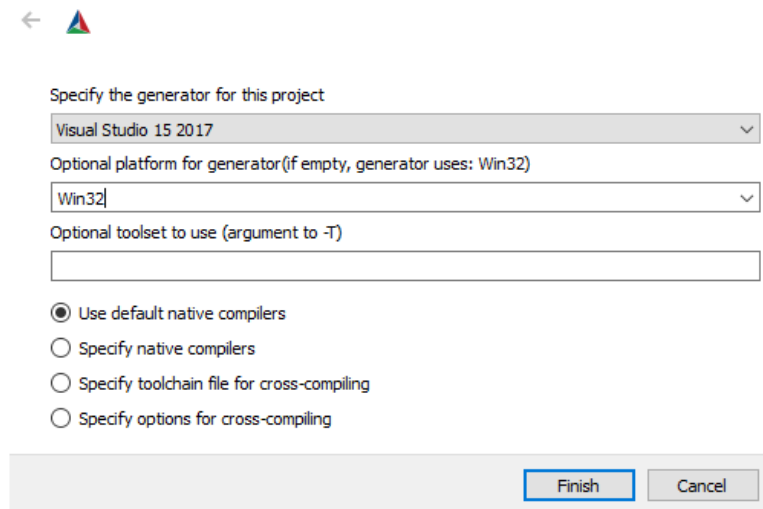 Specify the generator for this project
Visual Studio 15 2017
Optional platform for generator(if empty, generator uses: Win32)
Win32
Optional toolset to use (argument to -T)
Use default native compilers
Specify native compilers
Specify toolchain file for cross-compiling
Specify options for cross-compiling
Finish Cancel